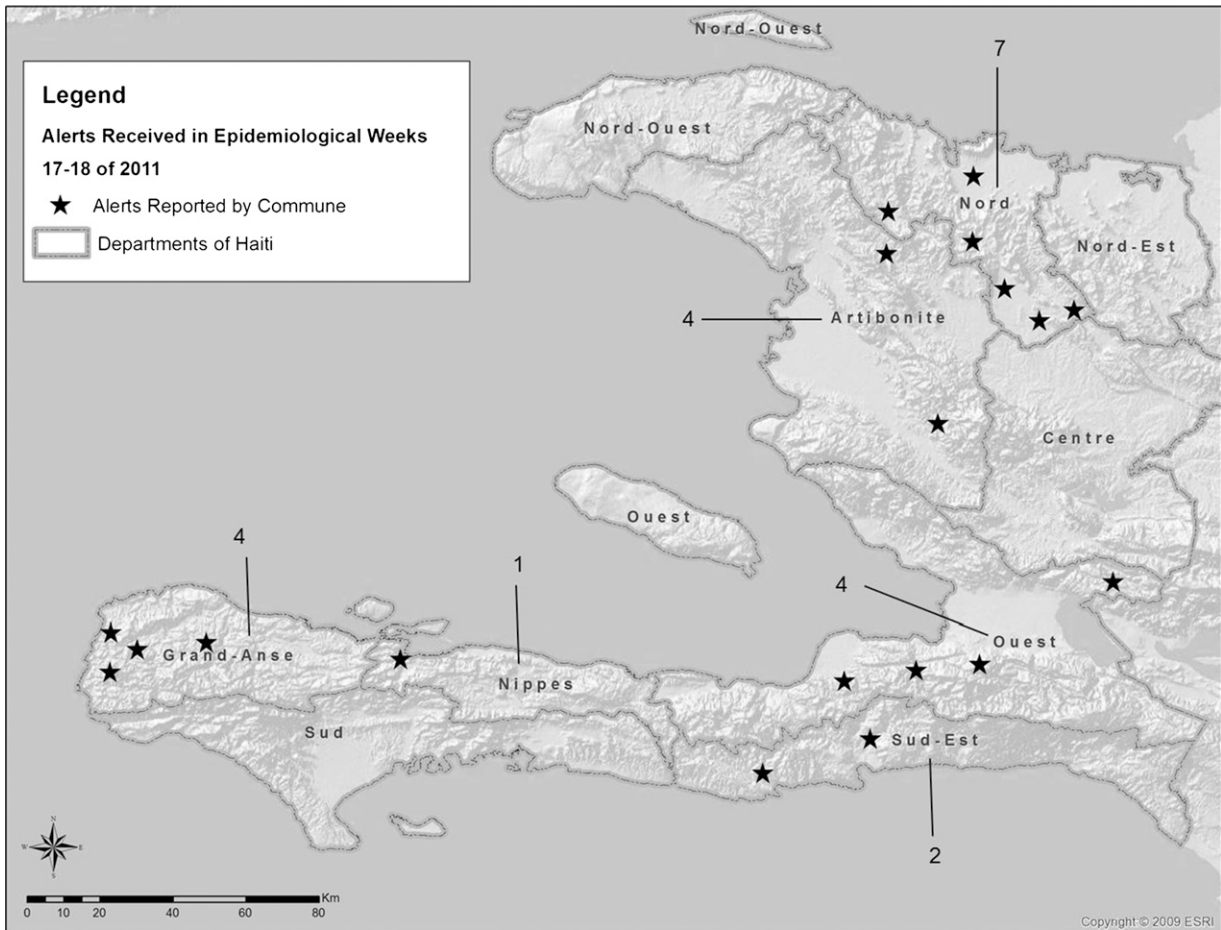 Legend
Alerts Received in Epidemiological Weeks
17-18 of 2011
Alerts Reported by Commune
Departments of Haiti
Nord-Ouest
7
Nord-Ouest
Nord
Nord-Est
4
Artibonite
Centre
Ouest
4
1
4
Grand-Anse
Nippes
Ouest
Sud
Sud-Est
2
N
W E
S
Km
0 10 20 40 60 80
Copyright © 2009 ESRI